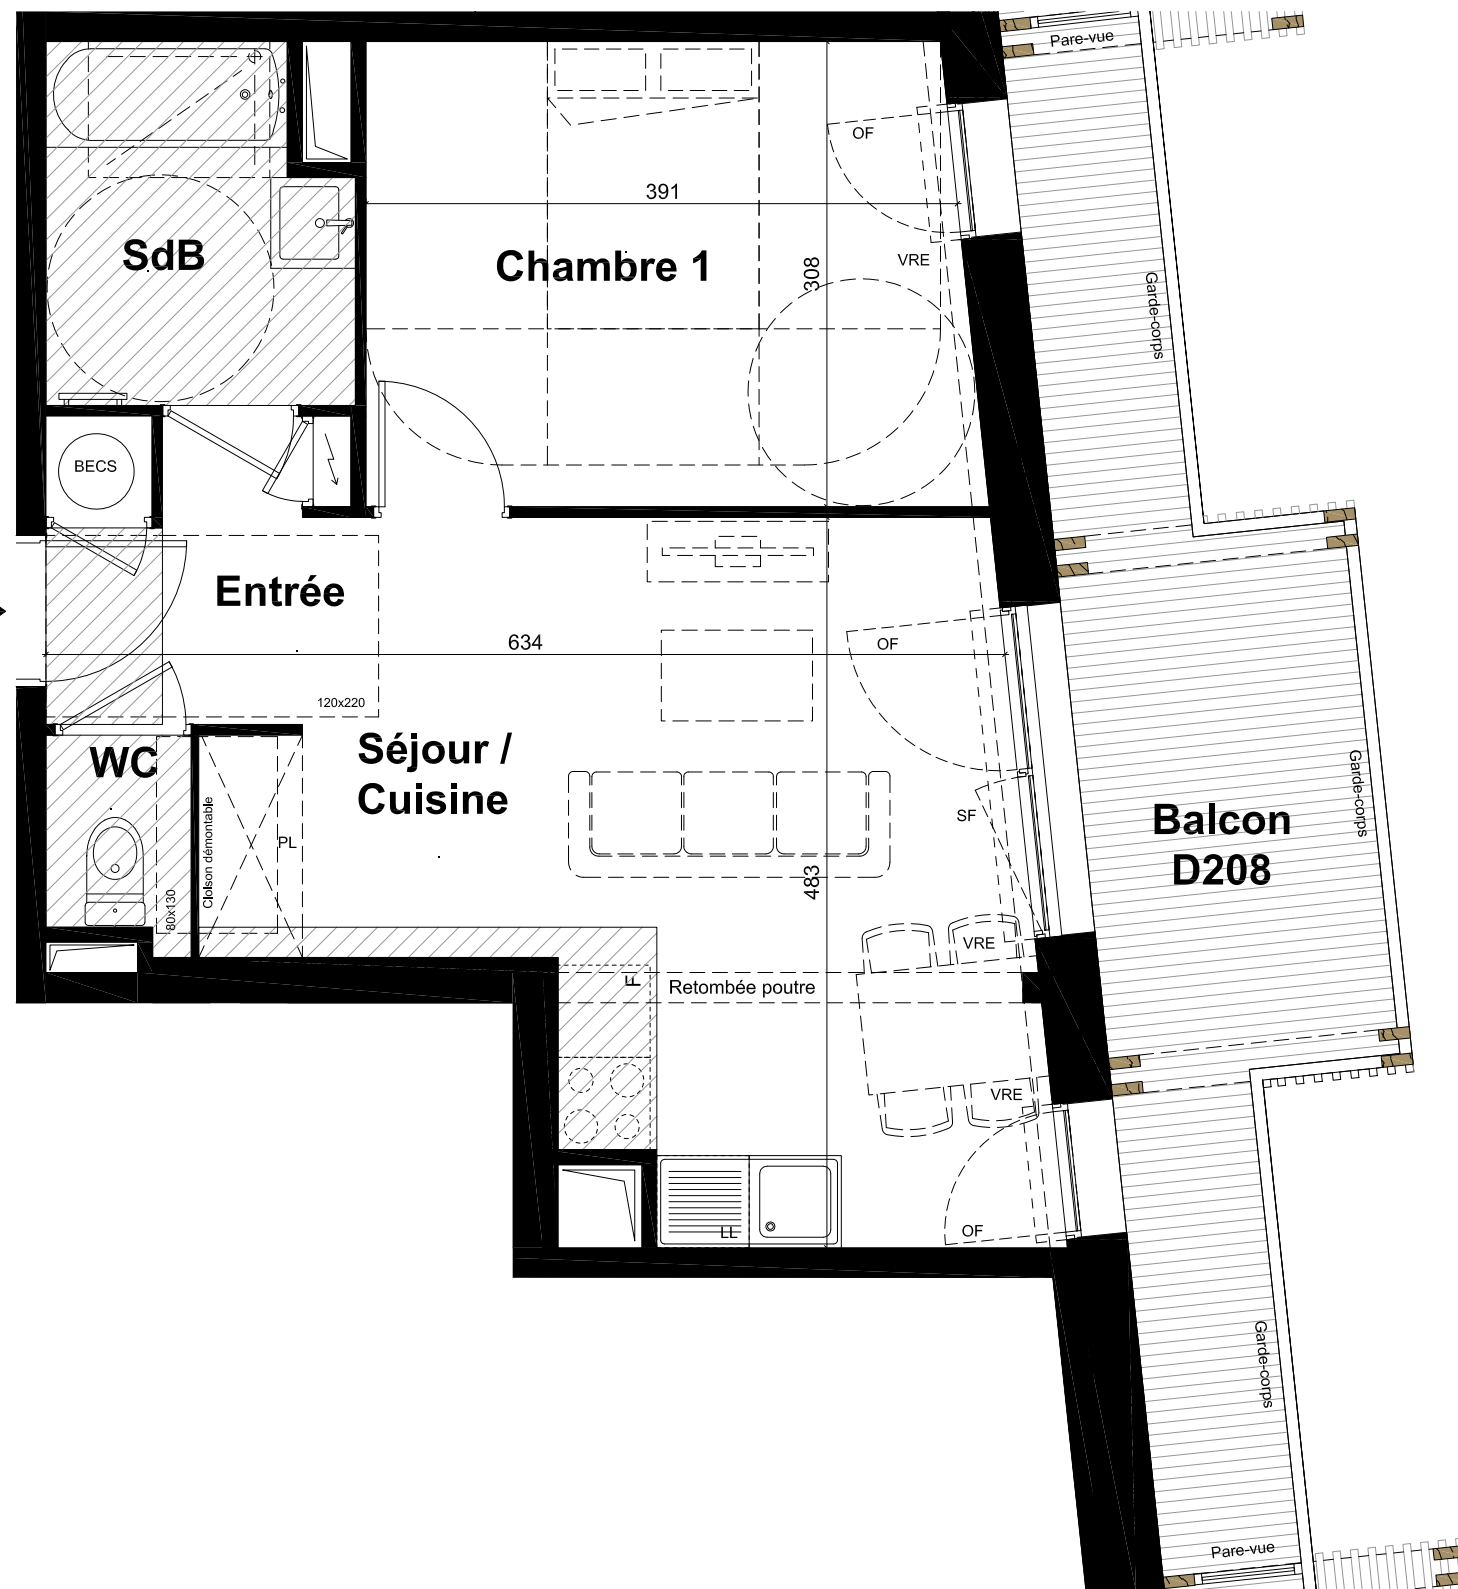 Pare-vue
OF
391
SdB
Chambre 1
308
VRE
Garde-corps
BECS
Entrée
634
OF
120x220
Séjour /
Cuisine
WC
Cloison démontable
PL
80x130
SF
483
Garde-corps
Balcon
D208
VRE
F
Retombée poutre
VRE
LL
OF
Garde-corps
Pare-vue